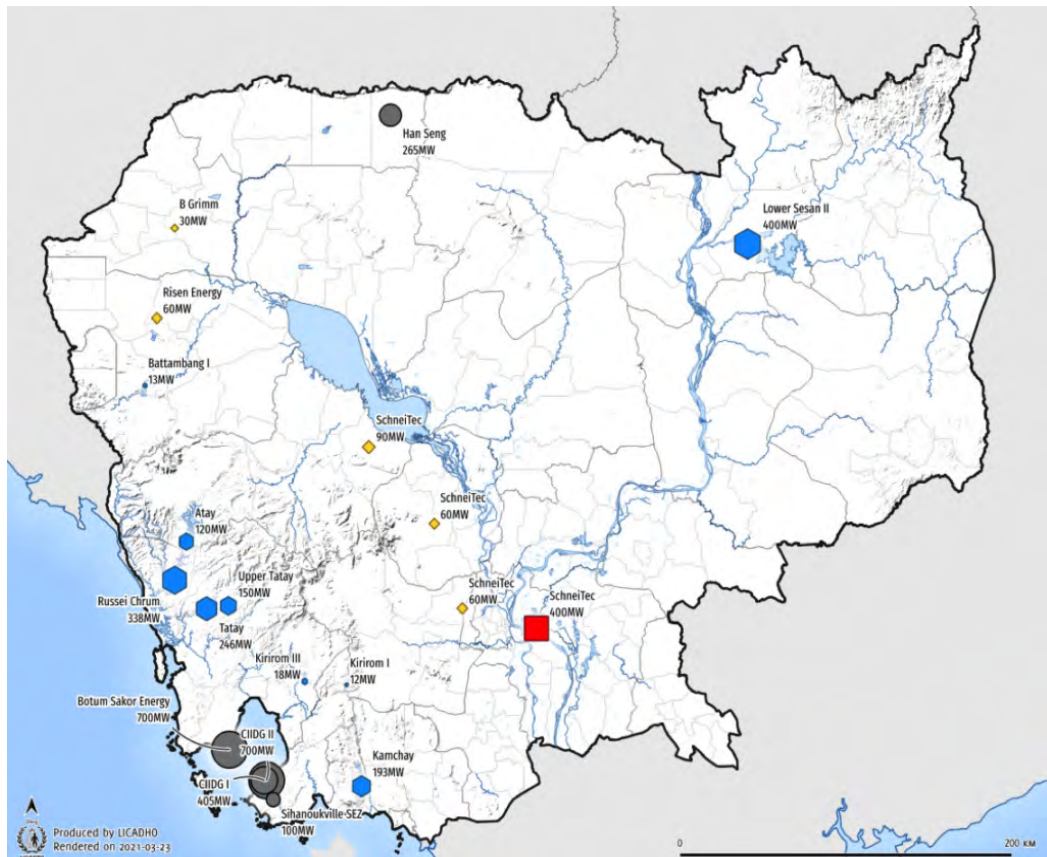 Han Seng
265MW
B Grimm
30MW
Lower Sesan II
400MW
Risen Energy
60MW
Battambang I
13MW
SchneiTec
90MW
SchneiTec
60MW
Atay
120MW
Upper Tatay
150MW
SchneiTec
60MW
SchneiTec
400MW
Russei Chrum
338MW
Tatay
246MW
Kirirom III
18MW
Kirirom I
12MW
Botum Sakor Energy
700MW
CIIDG II
700MW
Kamchay
193MW
CIIDG I
405MW
Sihanoukville-SEZ
100MW
Produced by LICADHO
Rendered on 2021-03-23
0
200 KM